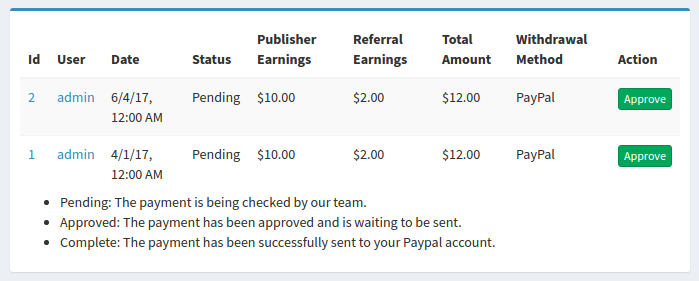 Id User Date Status Publisher Earnings Referral Earnings Total Amount Withdrawal Method Action
2 admin 6/4/17, 12:00 AM Pending $10.00 $2.00 $12.00 PayPal Approve
1 admin 4/1/17, 12:00 AM Pending $10.00 $2.00 $12.00 PayPal Approve
• Pending: The payment is being checked by our team.
• Approved: The payment has been approved and is waiting to be sent.
• Complete: The payment has been successfully sent to your Paypal account.